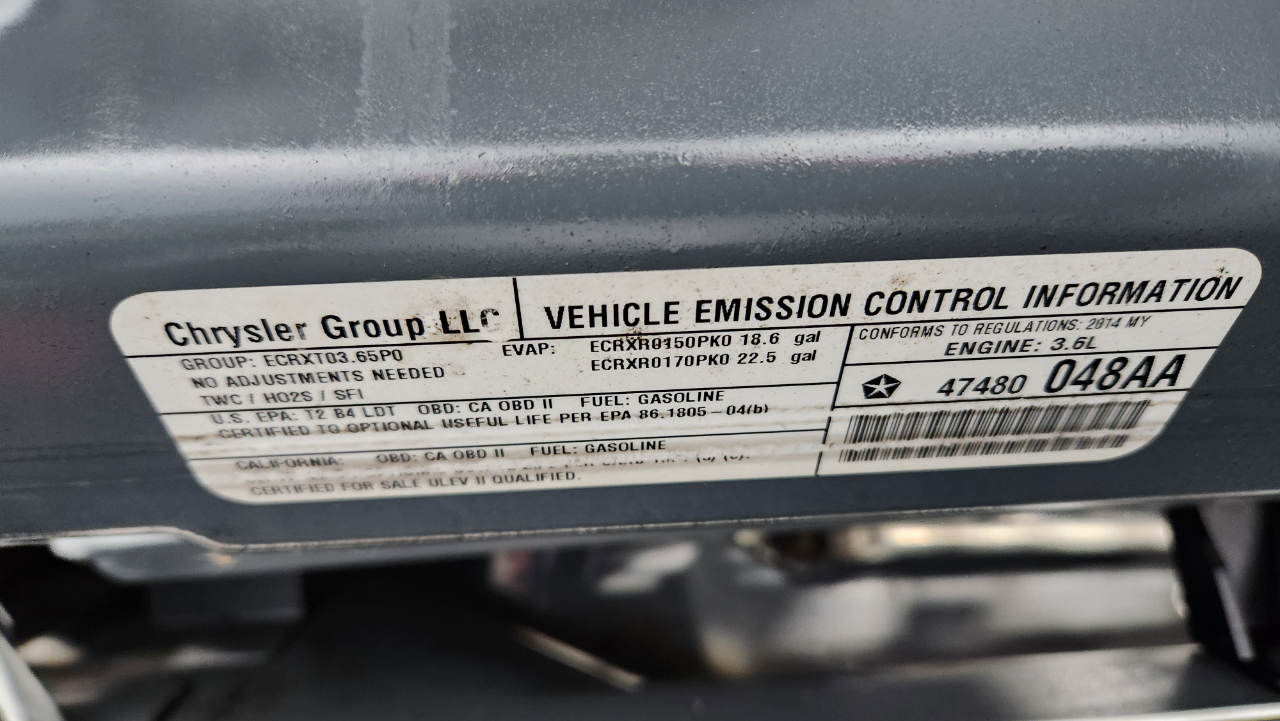 Chrysler Group LLC
VEHICLE EMISSION CONTROL INFORMATION
GROUP: ECRXT03.65P0
NO ADJUSTMENTS NEEDED
TWC / HO2S / SFI
EVAP: ECRXR0150PK0 18.6 gal
ECRXR0170PK0 22.5 gal
CONFORMS TO REGULATIONS: 2014 MY
ENGINE: 3.6L
47480 048AA
U.S. EPA: T2 B4 LDT OBD: CA OBD II FUEL: GASOLINE
CERTIFIED TO OPTIONAL USEFUL LIFE PER EPA 86.1805-04(b)
CALIFORNIA: OBD: CA OBD II FUEL: GASOLINE
CERTIFIED FOR SALE ULEV II QUALIFIED.